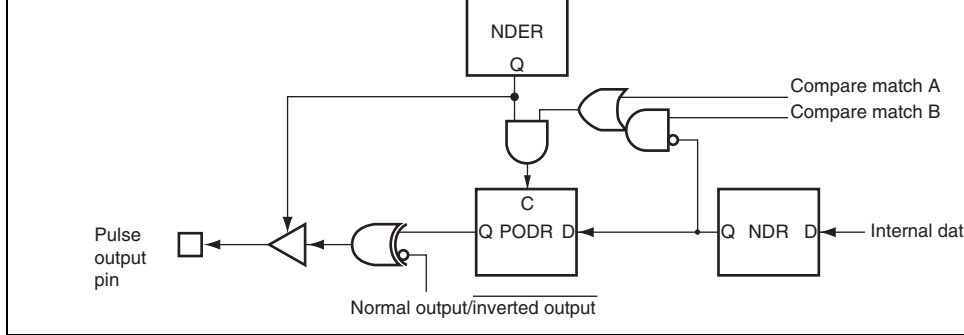 NDER
Q
Compare match A
Compare match B
C
Q PODR D
Q NDR D
Internal dat
Pulse
output
pin
Normal output/inverted output